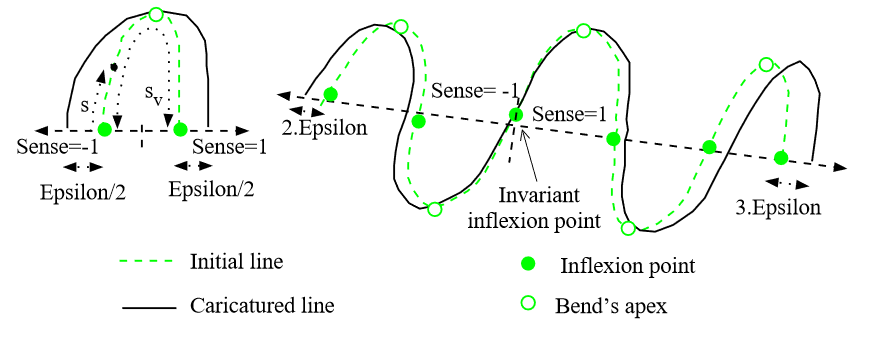 s
s_v
Sense=-1
Sense=1
Epsilon/2
Epsilon/2
Sense= -1
Sense=1
2.Epsilon
Invariant
inflexion point
3.Epsilon
Initial line
Inflexion point
Caricatured line
Bend's apex